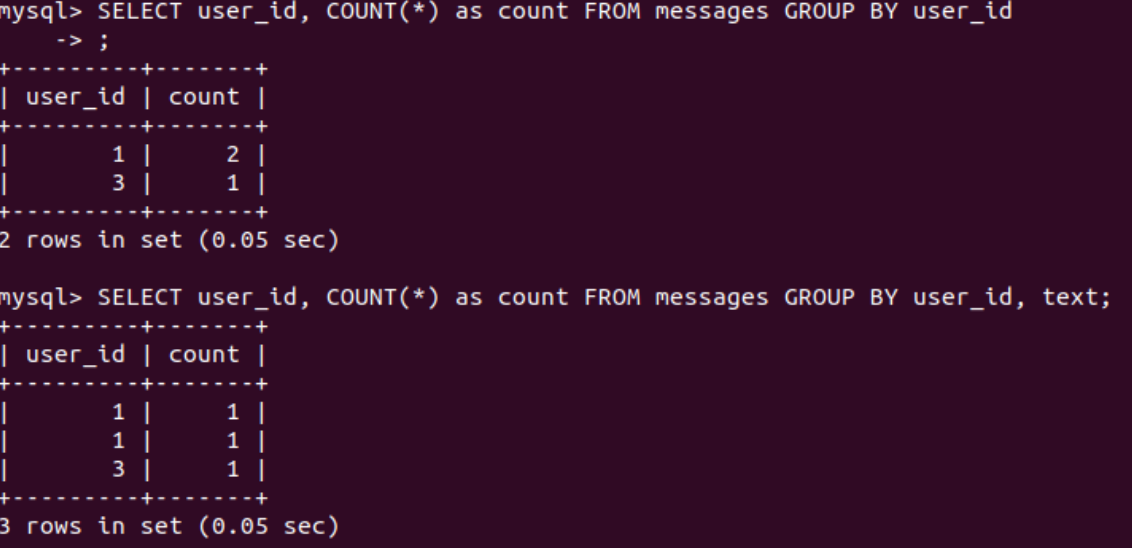 mysql> SELECT user_id, COUNT(*) as count FROM messages GROUP BY user_id
    -> ;
+---------+-------+
| user_id | count |
+---------+-------+
|       1 |     2 |
|       3 |     1 |
+---------+-------+
2 rows in set (0.05 sec)
mysql> SELECT user_id, COUNT(*) as count FROM messages GROUP BY user_id, text;
+---------+-------+
| user_id | count |
+---------+-------+
|       1 |     1 |
|       1 |     1 |
|       3 |     1 |
+---------+-------+
3 rows in set (0.05 sec)